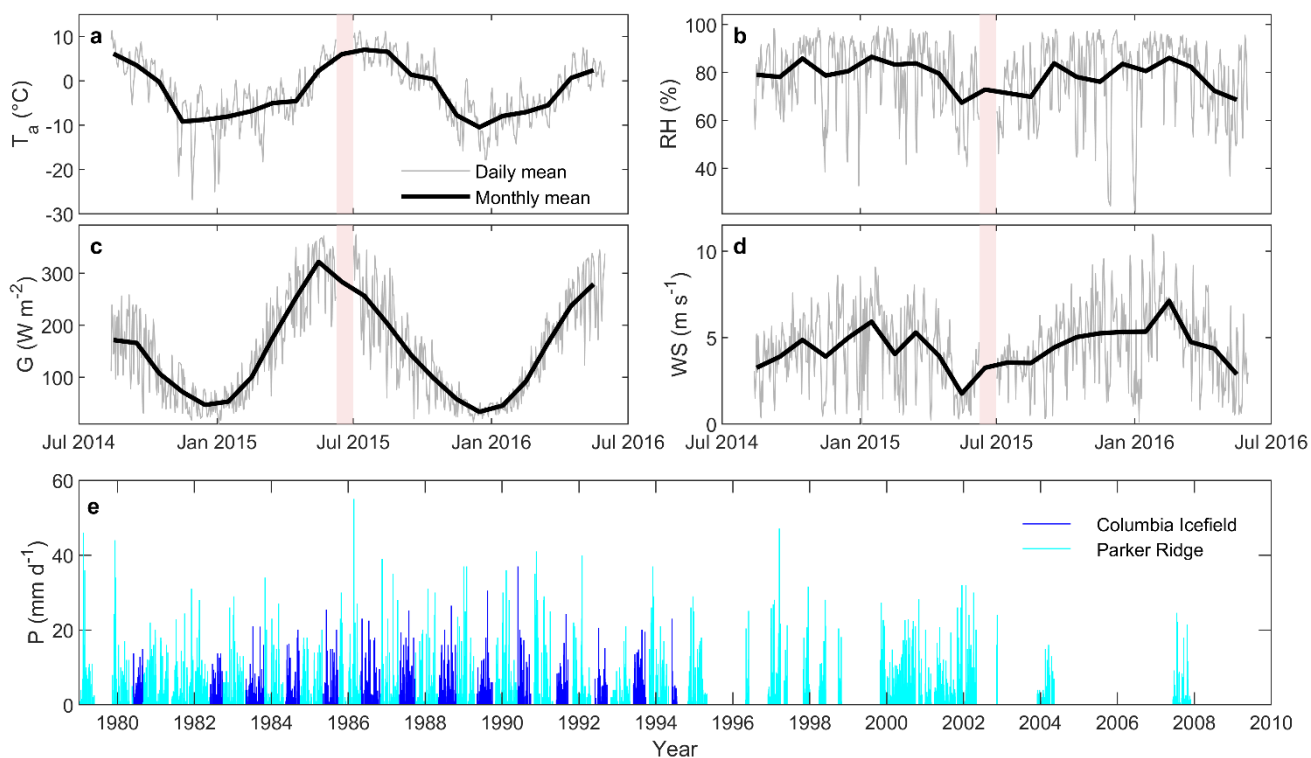 a
10
0
-10
-20
-30
T_a (°C)
Daily mean
Monthly mean
b
100
80
60
40
RH (%)
c
300
200
100
G (W m^-2)
Jul 2014 Jan 2015 Jul 2015 Jan 2016 Jul 2016
d
10
5
0
WS (m s^-1)
Jul 2014 Jan 2015 Jul 2015 Jan 2016 Jul 2016
e
60
40
20
0
P (mm d^-1)
Columbia Icefield
Parker Ridge
1980 1982 1984 1986 1988 1990 1992 1994 1996 1998 2000 2002 2004 2006 2008 2010
Year